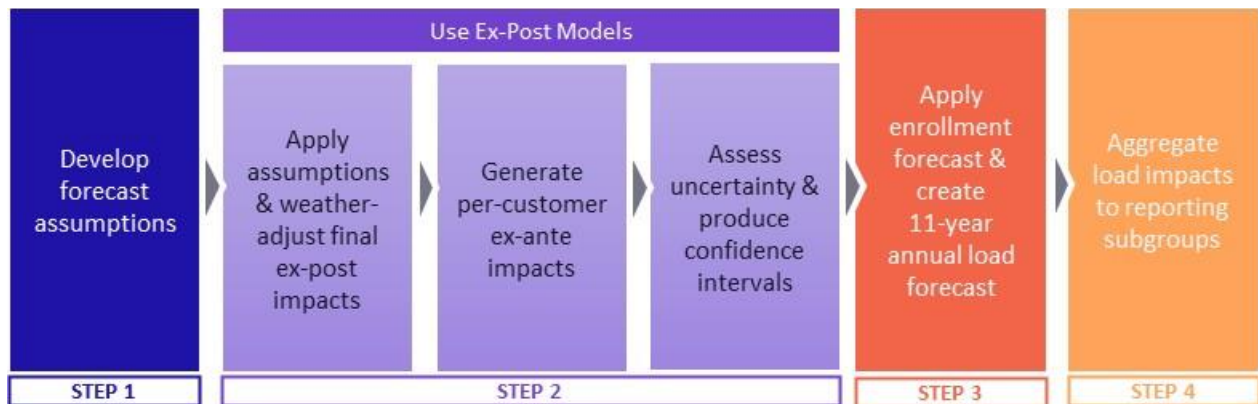 Use Ex-Post Models
Develop
forecast
assumptions
Apply
assumptions
& weather-
adjust final
ex-post
impacts
Generate
per-customer
ex-ante
impacts
Assess
uncertainty &
produce
confidence
intervals
Apply
enrollment
forecast &
create
11-year
annual load
forecast
Aggregate
load impacts
to reporting
subgroups
STEP 1
STEP 2
STEP 3
STEP 4